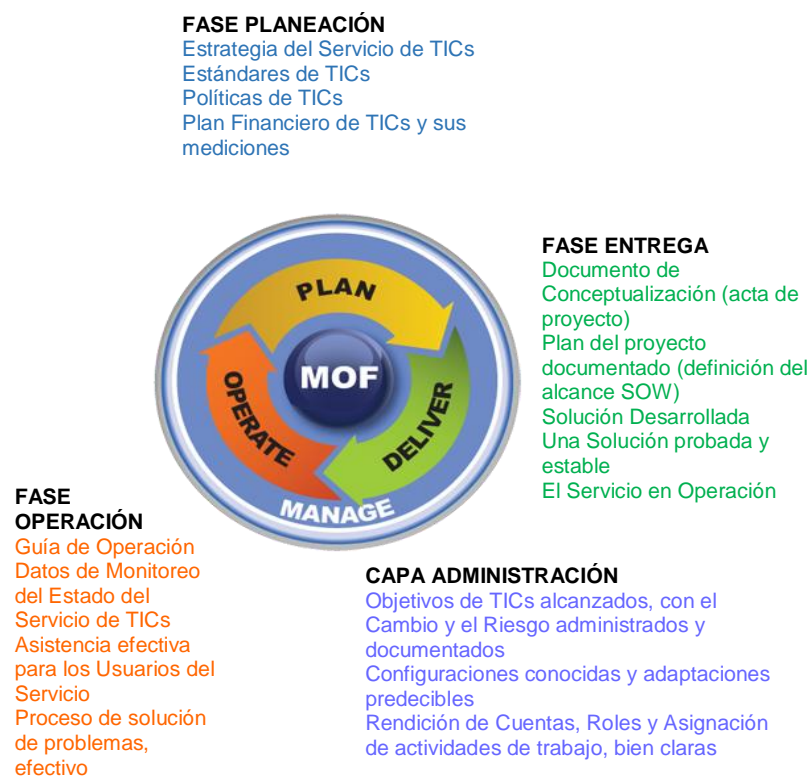 FASE PLANEACIÓN
Estrategia del Servicio de TICs
Estándares de TICs
Políticas de TICs
Plan Financiero de TICs y sus
mediciones
PLAN
DELIVER
OPERATE
MOF
MANAGE
FASE ENTREGA
Documento de
Conceptualización (acta de
proyecto)
Plan del proyecto
documentado (definición del
alcance SOW)
Solución Desarrollada
Una Solución probada y
estable
El Servicio en Operación
FASE
OPERACIÓN
Guía de Operación
Datos de Monitoreo
del Estado del
Servicio de TICs
Asistencia efectiva
para los Usuarios del
Servicio
Proceso de solución
de problemas,
efectivo
CAPA ADMINISTRACIÓN
Objetivos de TICs alcanzados, con el
Cambio y el Riesgo administrados y
documentados
Configuraciones conocidas y adaptaciones
predecibles
Rendición de Cuentas, Roles y Asignación
de actividades de trabajo, bien claras